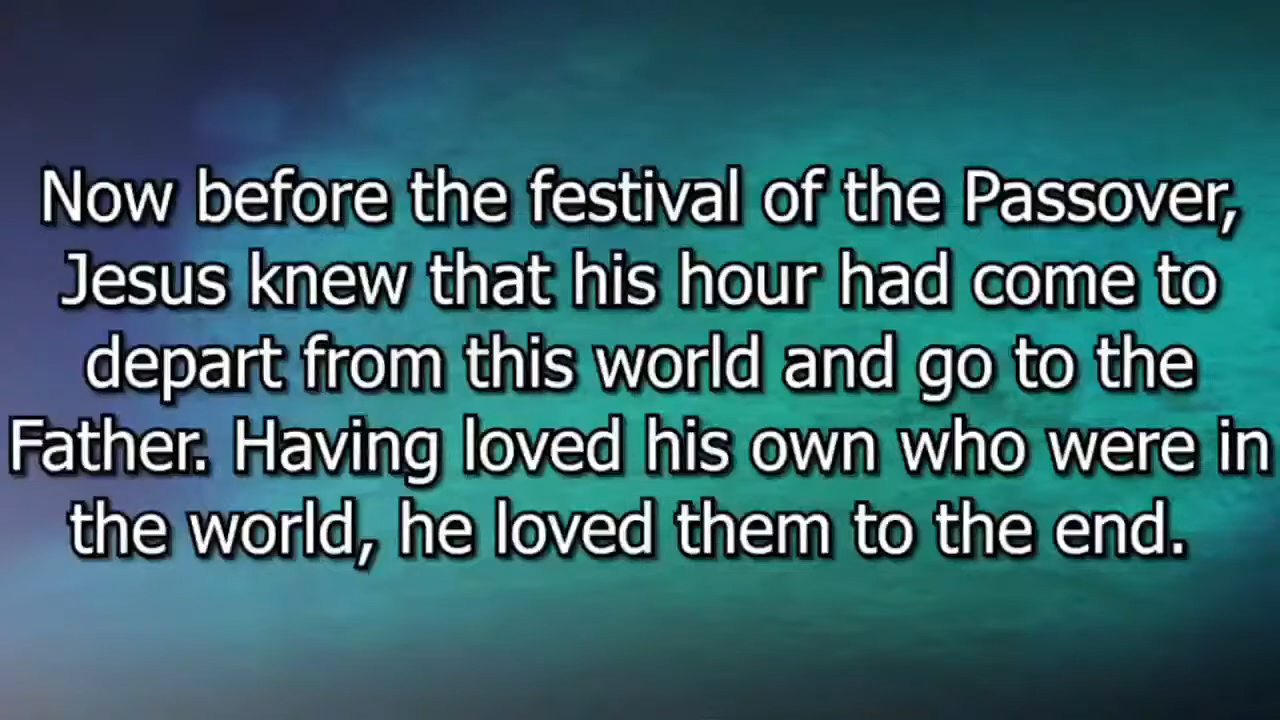 Now before the festival of the Passover,
Jesus knew that his hour had come to
depart from this world and go to the
Father. Having loved his own who were in
the world, he loved them to the end.